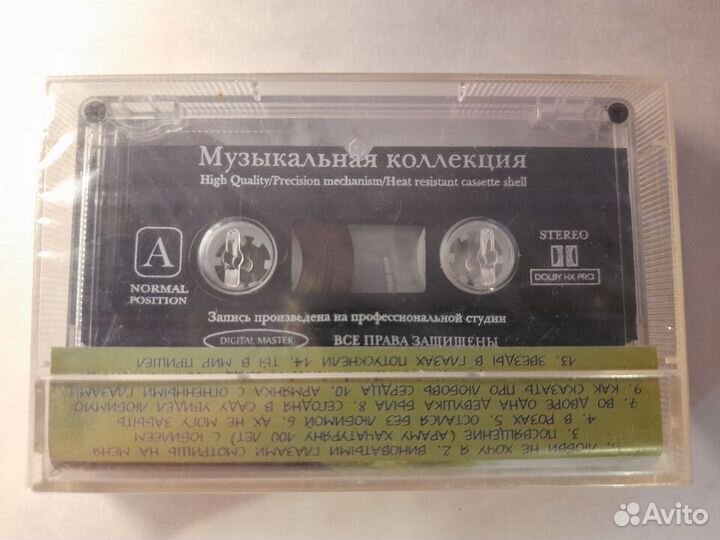 Музыкальная коллекция
High Quality/Precision mechanism/Heat resistant cassette shell
A
NORMAL
POSITION
STEREO
DOLBY HX PRO
Запись произведена на профессиональной студии
DIGITAL MASTER
ВСЕ ПРАВА ЗАЩИЩЕНЫ
1. ЛЮБВИ НЕ ХОЧУ Я 2. ВИНОВАТЫМИ ГЛАЗАМИ СМОТРИШЬ НА МЕНЯ
3. ПОСВЯЩЕНИЕ (АРАМУ ХАЧАТУРЯНУ 100 ЛЕТ) С ЮБИЛЕЕМ
4. В РОЗАХ 5. ОСТАЛСЯ БЕЗ ЛЮБИМОЙ 6. АХ НЕ МОГУ ЗАБЫТЬ
7. ВО ДВОРЕ ОДНА ДЕВУШКА БЫЛА 8. СЕГОДНЯ В САДУ УВИДЕЛ ЛЮБИМУЮ
9. КАК СКАЗАТЬ ПРО ЛЮБОВЬ СЕРДЦА 10. АРМЯНКА С ОГНЕННЫМИ ГЛАЗАМИ
13. ЗВЕЗДЫ В ГЛАЗАХ ПОТУСКНЕЛИ 14. ТЫ В МИР ПРИШЕЛ
Avito